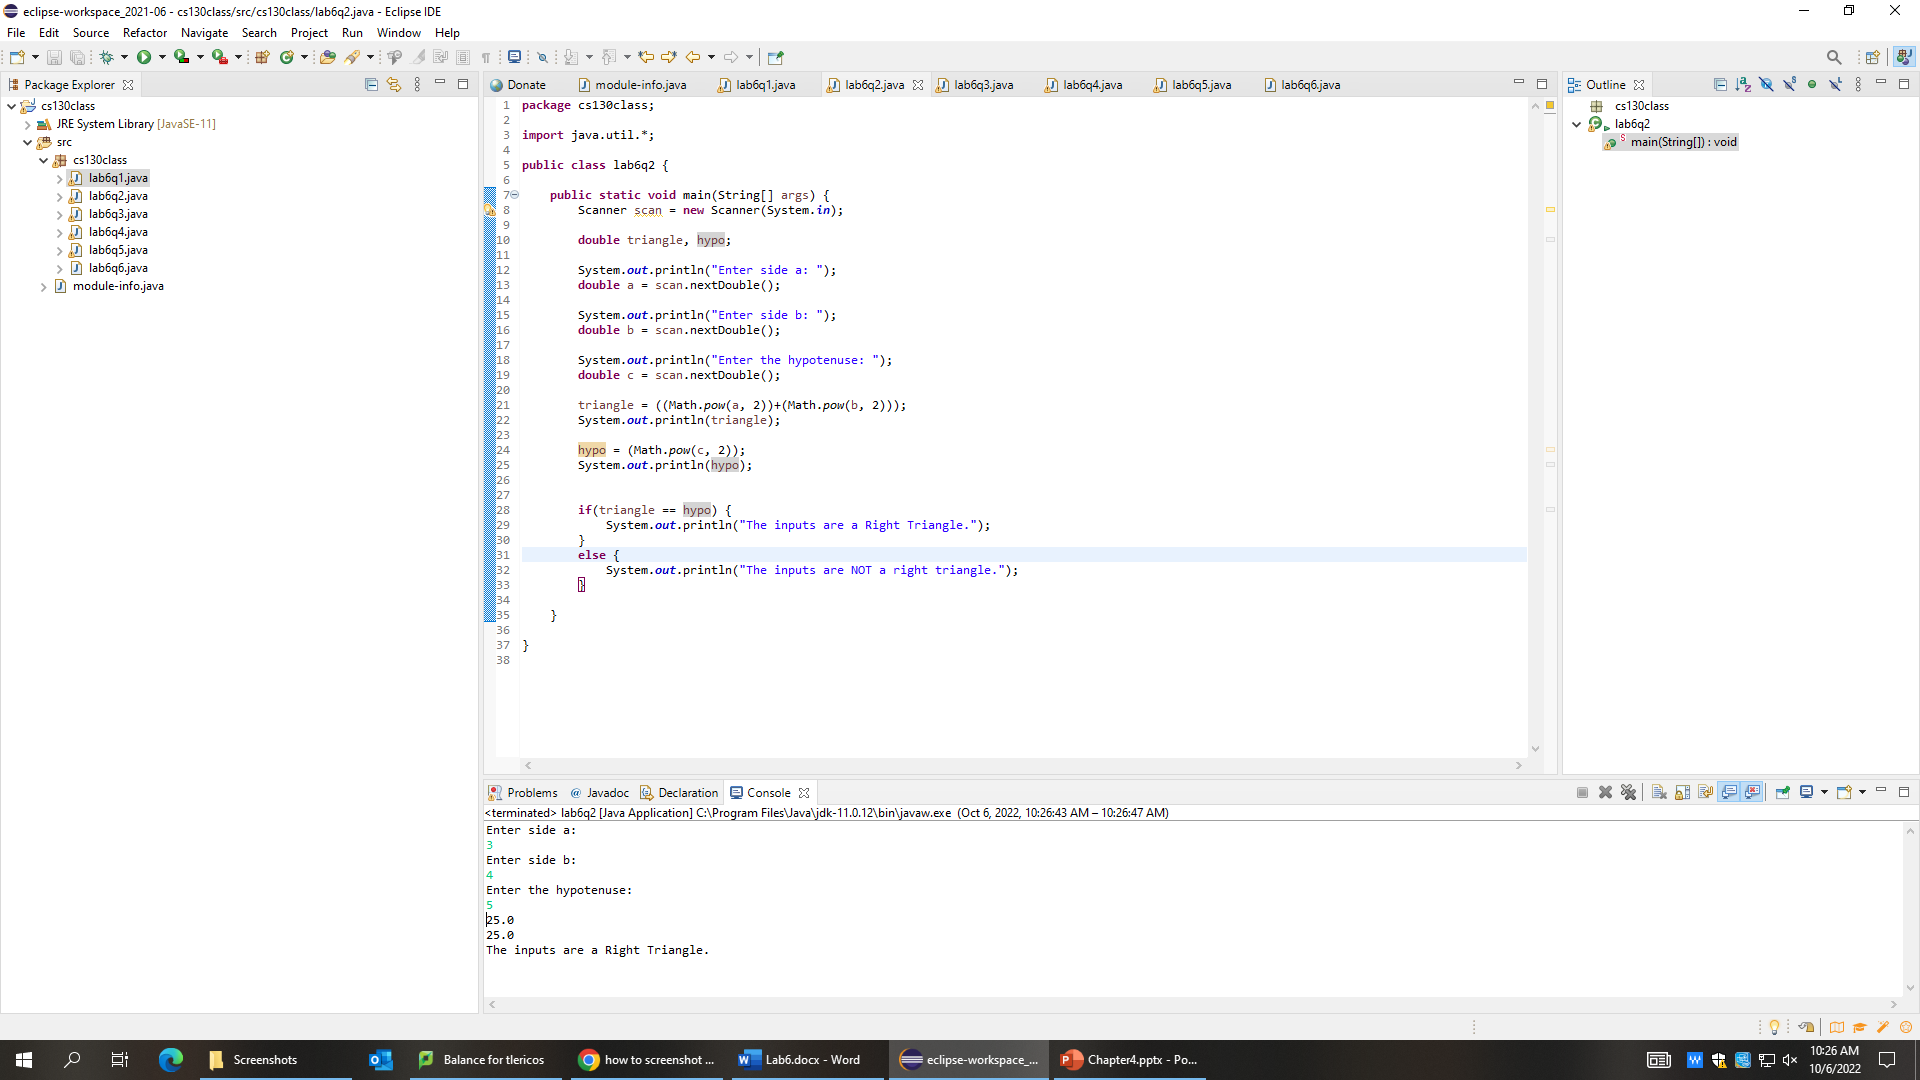 eclipse-workspace_2021-06 - cs130class/src/cs130class/lab6q2.java - Eclipse IDE
File Edit Source Refactor Navigate Search Project Run Window Help
Package Explorer
cs130class
JRE System Library [JavaSE-11]
src
cs130class
lab6q1.java
lab6q2.java
lab6q3.java
lab6q4.java
lab6q5.java
lab6q6.java
module-info.java
Donate module-info.java lab6q1.java lab6q2.java lab6q3.java lab6q4.java lab6q5.java lab6q6.java
1 package cs130class;
2
3 import java.util.*;
4
5 public class lab6q2 {
6
7 public static void main(String[] args) {
8 Scanner scan = new Scanner(System.in);
9
10 double triangle, hypo;
11
12 System.out.println("Enter side a: ");
13 double a = scan.nextDouble();
14
15 System.out.println("Enter side b: ");
16 double b = scan.nextDouble();
17
18 System.out.println("Enter the hypotenuse: ");
19 double c = scan.nextDouble();
20
21 triangle = ((Math.pow(a, 2))+(Math.pow(b, 2)));
22 System.out.println(triangle);
23
24 hypo = (Math.pow(c, 2));
25 System.out.println(hypo);
26
27
28 if(triangle == hypo) {
29 System.out.println("The inputs are a Right Triangle.");
30 }
31 else {
32 System.out.println("The inputs are NOT a right triangle.");
33 }
34
35 }
36
37 }
38
Outline
cs130class
lab6q2
main(String[]) : void
Problems @ Javadoc Declaration Console
<terminated> lab6q2 [Java Application] C:\Program Files\Java\jdk-11.0.12\bin\javaw.exe (Oct 6, 2022, 10:26:43 AM – 10:26:47 AM)
Enter side a:
3
Enter side b:
4
Enter the hypotenuse:
5
25.0
25.0
The inputs are a Right Triangle.
Screenshots Balance for tlericos how to screenshot ... Lab6.docx - Word eclipse-workspace_... Chapter4.pptx - Po...
10:26 AM
10/6/2022